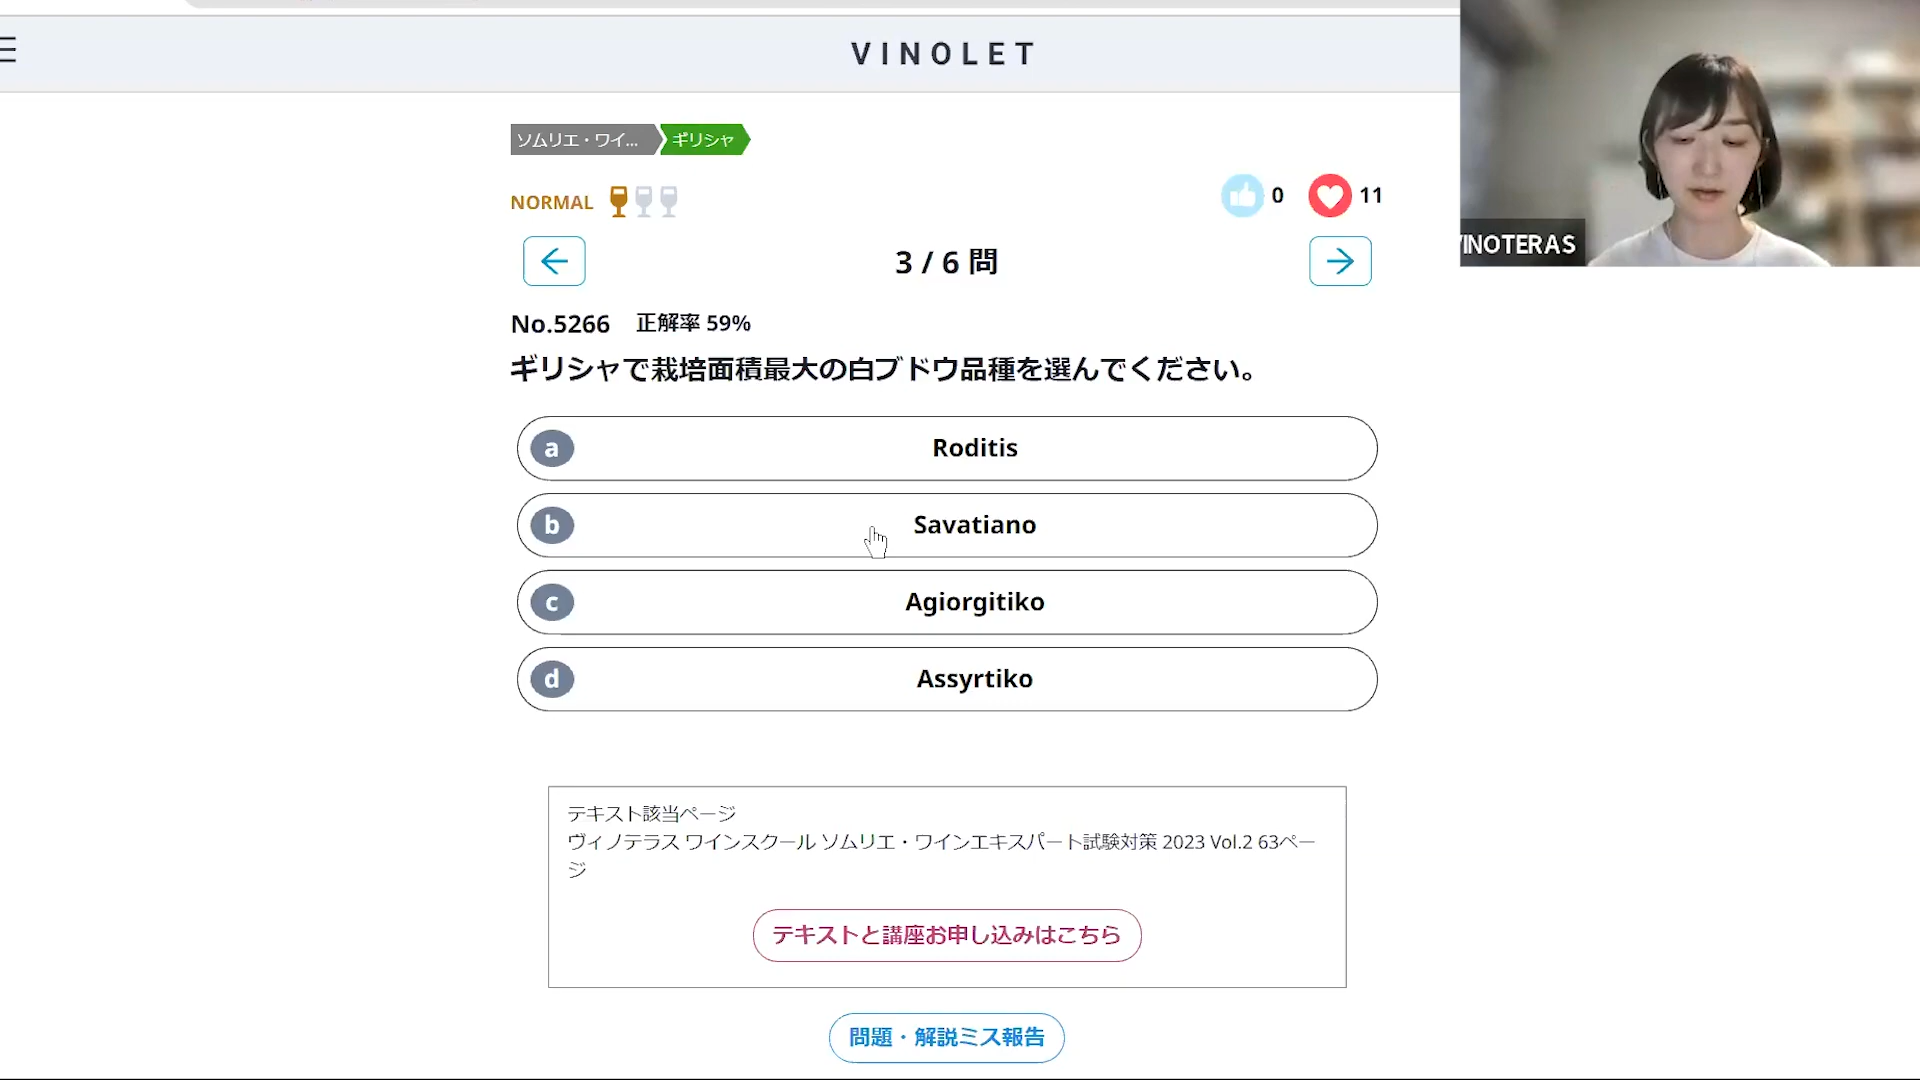 VINOLET
ソムリエ・ワイ...
ギリシャ
NORMAL
0
11
3 / 6 問
No.5266 正解率 59%
ギリシャで栽培面積最大の白ブドウ品種を選んでください。
a Roditis
b Savatiano
c Agiorgitiko
d Assyrtiko
テキスト該当ページ
ヴィノテラス ワインスクール ソムリエ・ワインエキスパート試験対策 2023 Vol.2 63ペー
ジ
テキストと講座お申し込みはこちら
問題・解説ミス報告
VINOTERAS